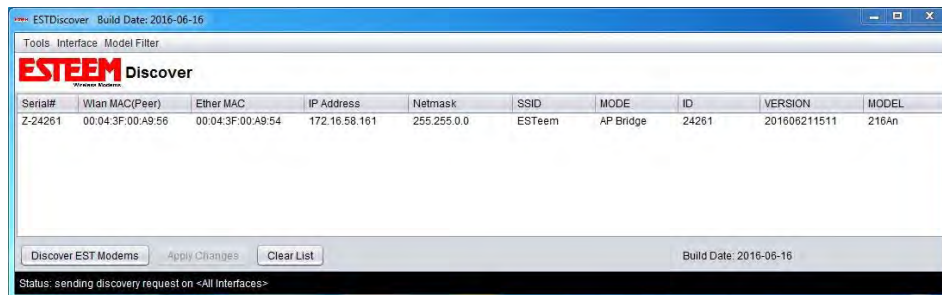 ESTDiscover Build Date: 2016-06-16
Tools Interface Model Filter
ESTEEM Discover
Wireless Modems
Serial# Wlan MAC(Peer) Ether MAC IP Address Netmask SSID MODE ID VERSION MODEL
Z-24261 00:04:3F:00:A9:56 00:04:3F:00:A9:54 172.16.58.161 255.255.0.0 ESTeem AP Bridge 24261 201606211511 216An
Discover EST Modems Apply Changes Clear List Build Date: 2016-06-16
Status: sending discovery request on <All Interfaces>